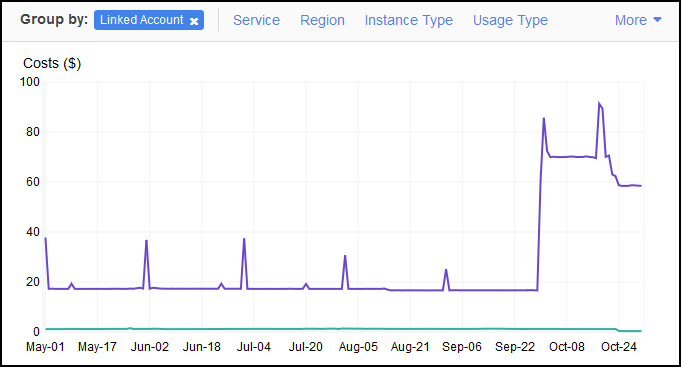 Group by: Linked Account × Service Region Instance Type Usage Type More
Costs ($)
100
80
60
40
20
0
May-01 May-17 Jun-02 Jun-18 Jul-04 Jul-20 Aug-05 Aug-21 Sep-06 Sep-22 Oct-08 Oct-24